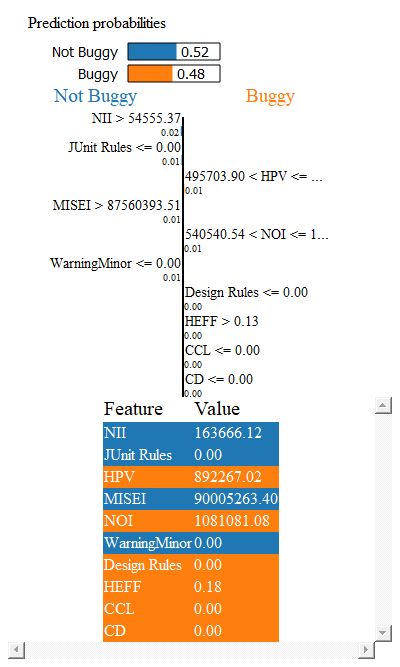 Prediction probabilities
Not Buggy 0.52
Buggy 0.48
Not Buggy Buggy
NII > 54555.37
0.02
JUnit Rules <= 0.00
0.01
495703.90 < HPV <= ...
0.01
MISEI > 87560393.51
0.01
540540.54 < NOI <= 1...
0.01
WarningMinor <= 0.00
0.01
Design Rules <= 0.00
0.00
HEFF > 0.13
0.00
CCL <= 0.00
0.00
CD <= 0.00
0.00
Feature Value
NII 163666.12
JUnit Rules 0.00
HPV 892267.02
MISEI 90005263.40
NOI 1081081.08
WarningMinor 0.00
Design Rules 0.00
HEFF 0.18
CCL 0.00
CD 0.00